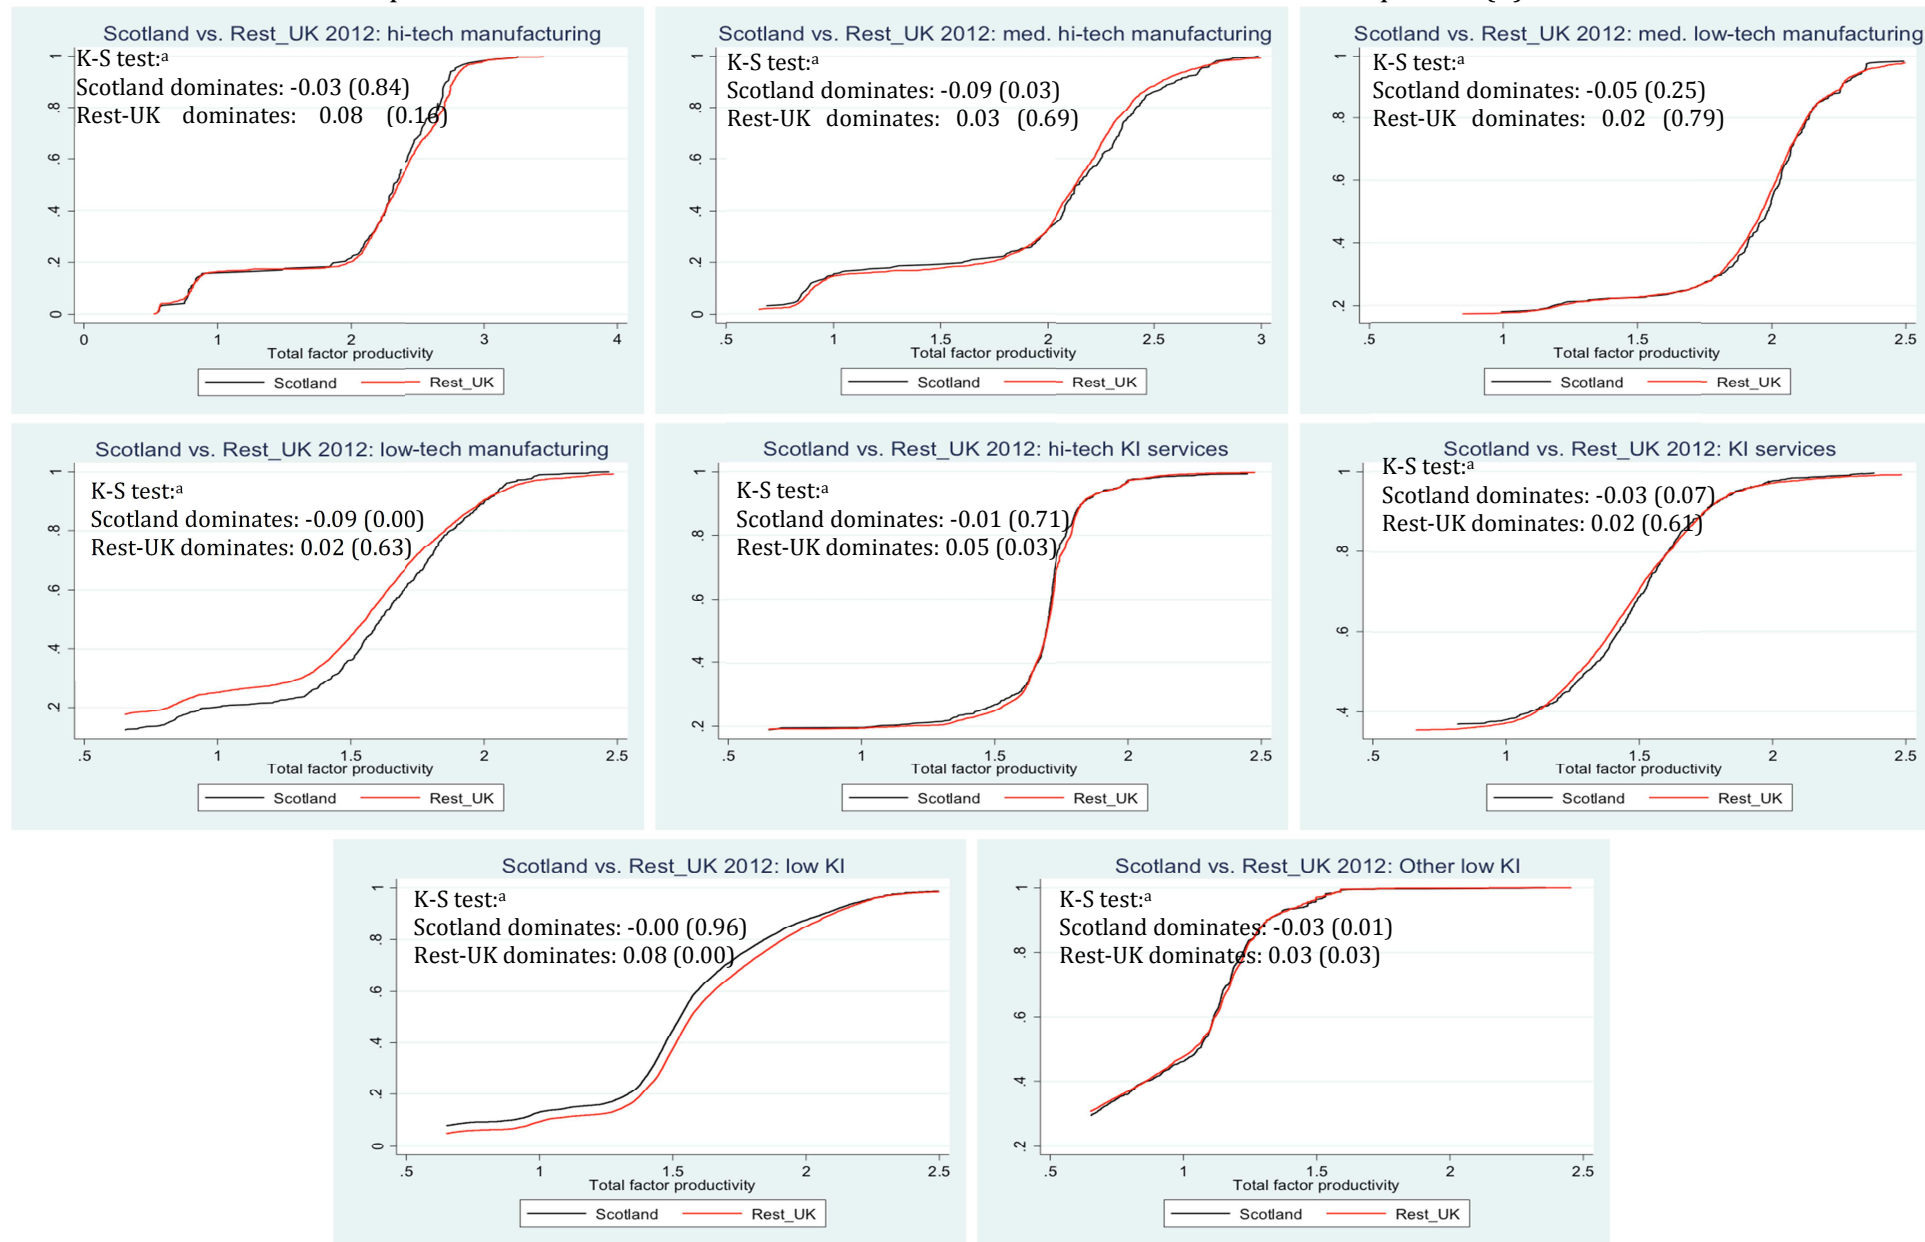 Scotland vs. Rest_UK 2012: hi-tech manufacturing
K-S test:ᵃ
Scotland dominates: -0.03 (0.84)
Rest-UK dominates: 0.08 (0.16)
1
.8
.6
.4
.2
0
0 1 2 3 4
Total factor productivity
Scotland Rest_UK
Scotland vs. Rest_UK 2012: med. hi-tech manufacturing
K-S test:ᵃ
Scotland dominates: -0.09 (0.03)
Rest-UK dominates: 0.03 (0.69)
1
.8
.6
.4
.2
0
.5 1 1.5 2 2.5 3
Total factor productivity
Scotland Rest_UK
Scotland vs. Rest_UK 2012: med. low-tech manufacturing
K-S test:ᵃ
Scotland dominates: -0.05 (0.25)
Rest-UK dominates: 0.02 (0.79)
1
.8
.6
.4
.2
.5 1 1.5 2 2.5
Total factor productivity
Scotland Rest_UK
Scotland vs. Rest_UK 2012: low-tech manufacturing
K-S test:ᵃ
Scotland dominates: -0.09 (0.00)
Rest-UK dominates: 0.02 (0.63)
1
.8
.6
.4
.2
.5 1 1.5 2 2.5
Total factor productivity
Scotland Rest_UK
Scotland vs. Rest_UK 2012: hi-tech KI services
K-S test:ᵃ
Scotland dominates: -0.01 (0.71)
Rest-UK dominates: 0.05 (0.03)
1
.8
.6
.4
.2
.5 1 1.5 2 2.5
Total factor productivity
Scotland Rest_UK
Scotland vs. Rest_UK 2012: KI services
K-S test:ᵃ
Scotland dominates: -0.03 (0.07)
Rest-UK dominates: 0.02 (0.61)
1
.8
.6
.4
.5 1 1.5 2 2.5
Total factor productivity
Scotland Rest_UK
Scotland vs. Rest_UK 2012: low KI
K-S test:ᵃ
Scotland dominates: -0.00 (0.96)
Rest-UK dominates: 0.08 (0.00)
1
.8
.6
.4
.2
0
.5 1 1.5 2 2.5
Total factor productivity
Scotland Rest_UK
Scotland vs. Rest_UK 2012: Other low KI
K-S test:ᵃ
Scotland dominates: -0.03 (0.01)
Rest-UK dominates: 0.03 (0.03)
1
.8
.6
.4
.2
.5 1 1.5 2 2.5
Total factor productivity
Scotland Rest_UK